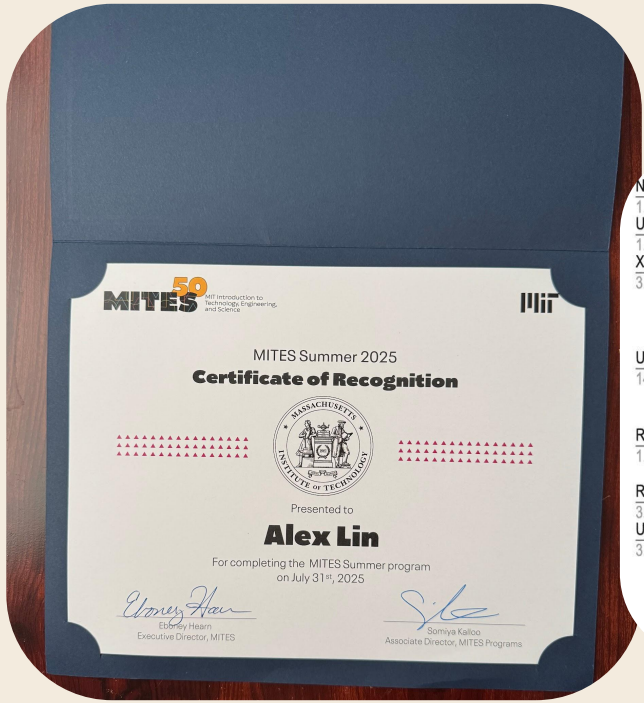 MITES 50
MIT Introduction to
Technology, Engineering,
and Science
MIT
MITES Summer 2025
Certificate of Recognition
MASSACHUSETTS
INSTITUTE OF TECHNOLOGY
Presented to
Alex Lin
For completing the MITES Summer program
on July 31st, 2025
Eboney Hearn
Executive Director, MITES
Somiya Kalloo
Associate Director, MITES Programs